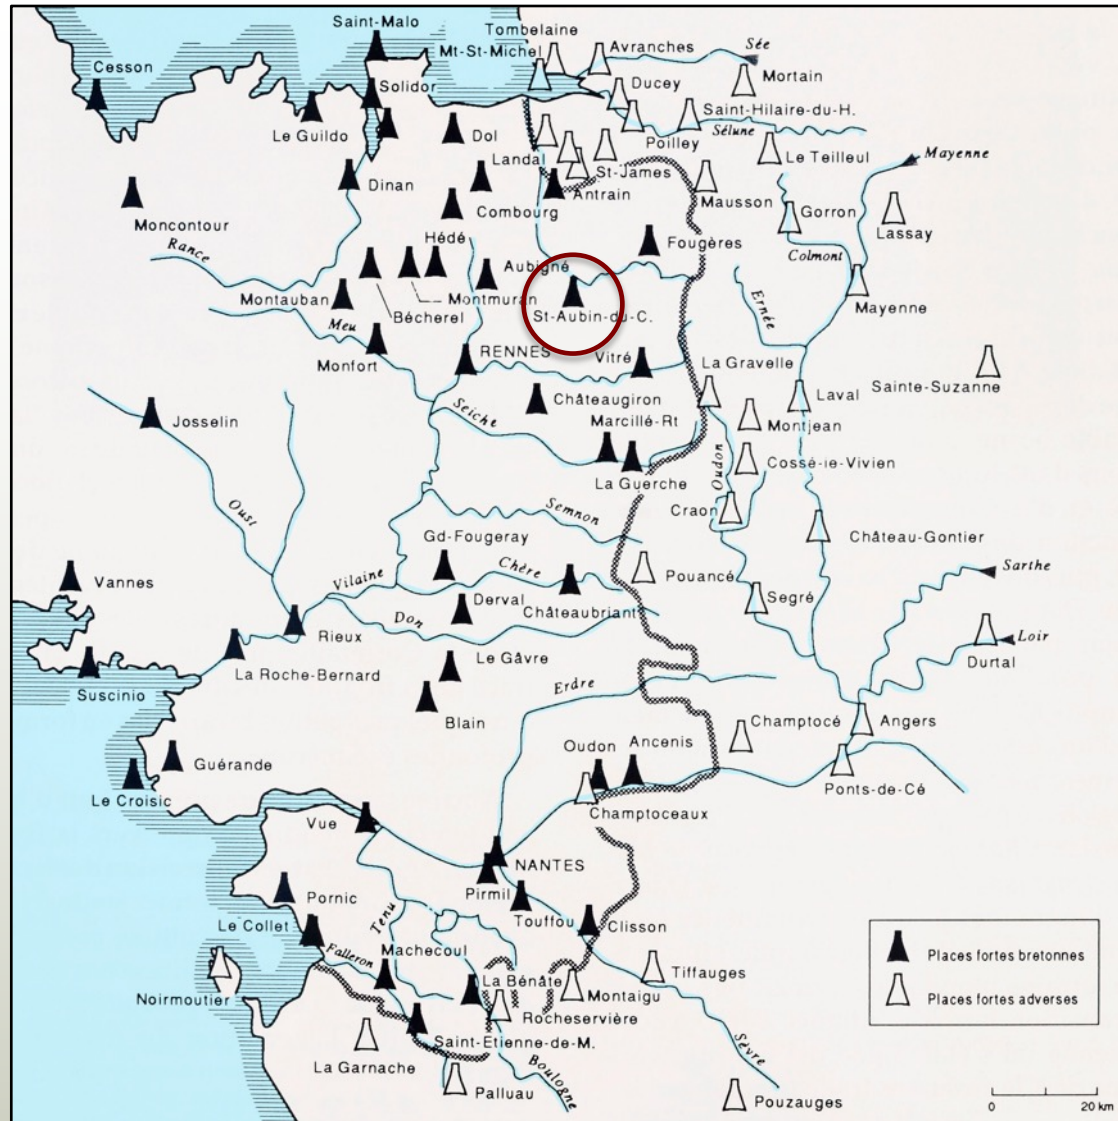 Saint-Malo
Tombelaine
Mt-St-Michel
Avranches
Sée
Cesson
Solidor
Ducey
Mortain
Le Guildo
Dol
Saint-Hilaire-du-H.
Sélune
Landal
Poilley
Le Teilleul
Mayenne
Dinan
St-James
Antrain
Mausson
Moncontour
Combourg
Gorron
Lassay
Rance
Hédé
Fougères
Colmont
Aubigné
Montauban
Montmuran
Mayenne
Bécherel
St-Aubin-du-C.
Ernée
Meu
Monfort
RENNES
Vitré
La Gravelle
Sainte-Suzanne
Châteaugiron
Laval
Josselin
Seiche
Marcillé-Rt
Montjean
Oudon
Cossé-le-Vivien
La Guerche
Oust
Semnon
Craon
Gd-Fougeray
Château-Gontier
Vannes
Vilaine
Chère
Pouancé
Sarthe
Derval
Châteaubriant
Segré
Don
Rieux
Loir
Le Gâvre
Durtal
Suscinio
La Roche-Bernard
Erdre
Blain
Champtocé
Angers
Oudon
Ancenis
Guérande
Le Croisic
Ponts-de-Cé
Champtoceaux
Vue
NANTES
Pornic
Pirmil
Tenu
Touffou
Clisson
Le Collet
Falleron
Machecoul
Places fortes bretonnes
Tiffauges
La Bénâte
Noirmoutier
Montaigu
Places fortes adverses
Rocheservière
Saint-Etienne-de-M.
La Garnache
Boulogne
Sèvre
Palluau
Pouzauges
0 20 km